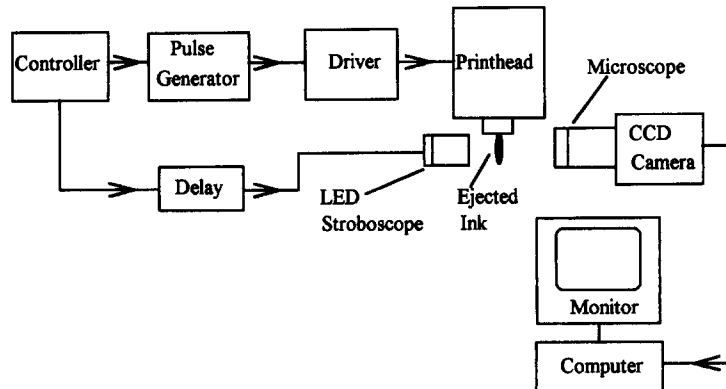 Controller
Pulse
Generator
Driver
Printhead
Microscope
CCD
Camera
Delay
LED
Stroboscope
Ejected
Ink
Monitor
Computer